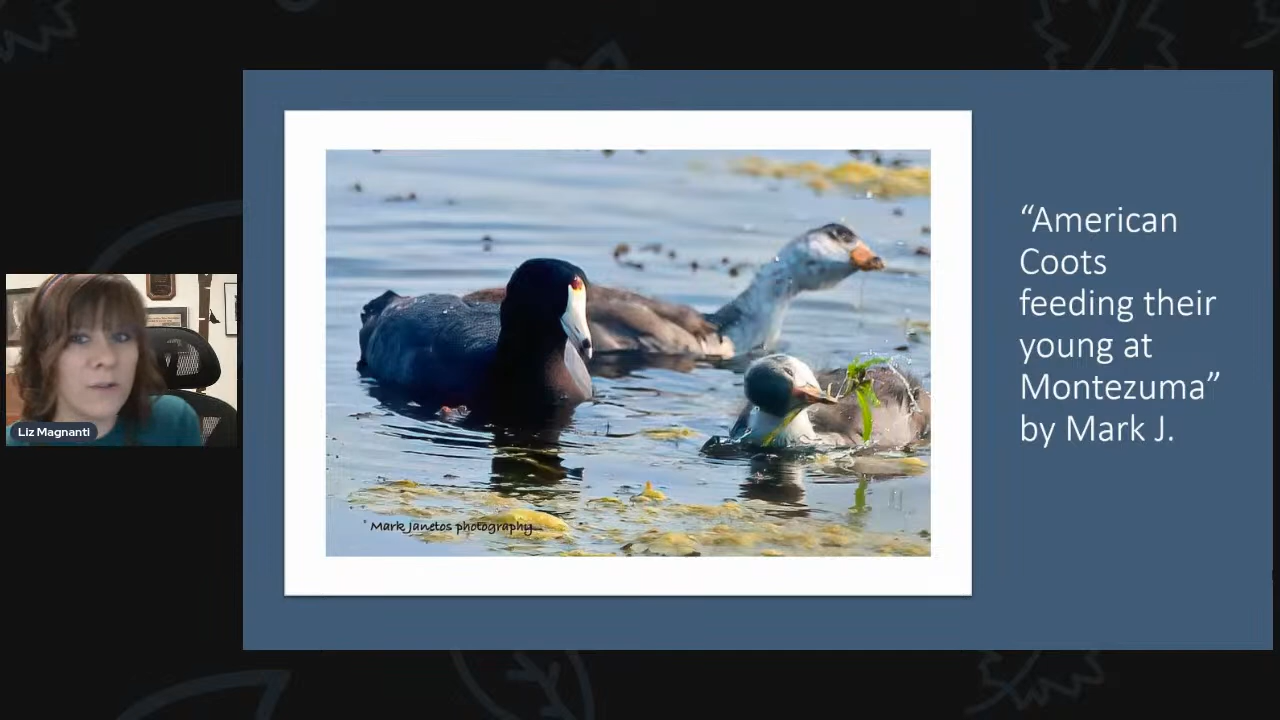 “American
Coots
feeding their
young at
Montezuma”
by Mark J.
Mark Janetos photography
Liz Magnanti